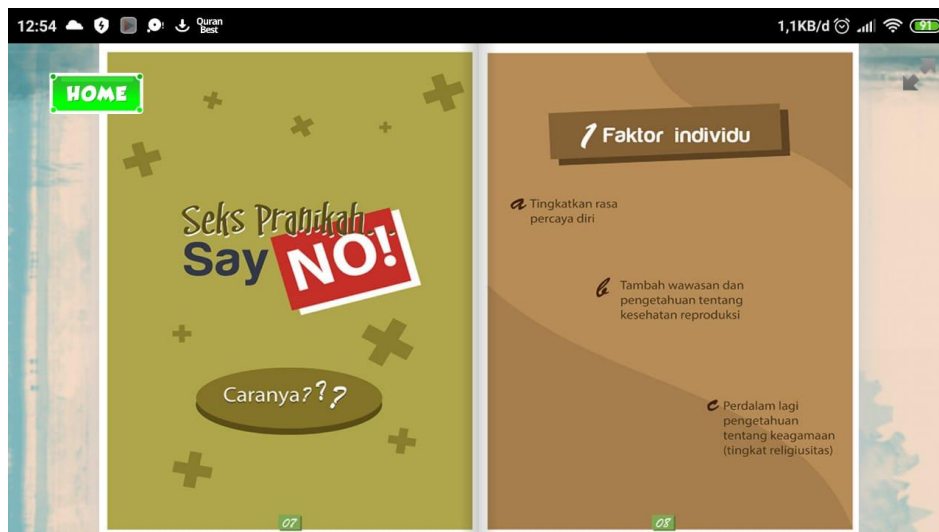 12:54
Quran
Best
1,1KB/d
91
HOME
Seks Pranikah...
Say NO!
Caranya???
07
1 Faktor individu
a Tingkatkan rasa
percaya diri
b Tambah wawasan dan
pengetahuan tentang
kesehatan reproduksi
c Perdalam lagi
pengetahuan
tentang keagamaan
(tingkat religiusitas)
08